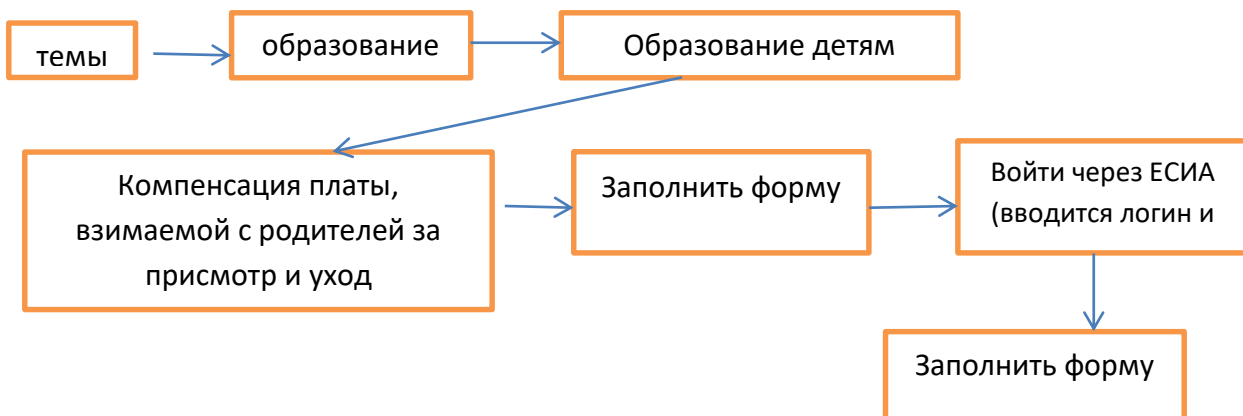 темы
образование
Образование детям
Компенсация платы,
взимаемой с родителей за
присмотр и уход
Заполнить форму
Войти через ЕСИА
(вводится логин и
Заполнить форму